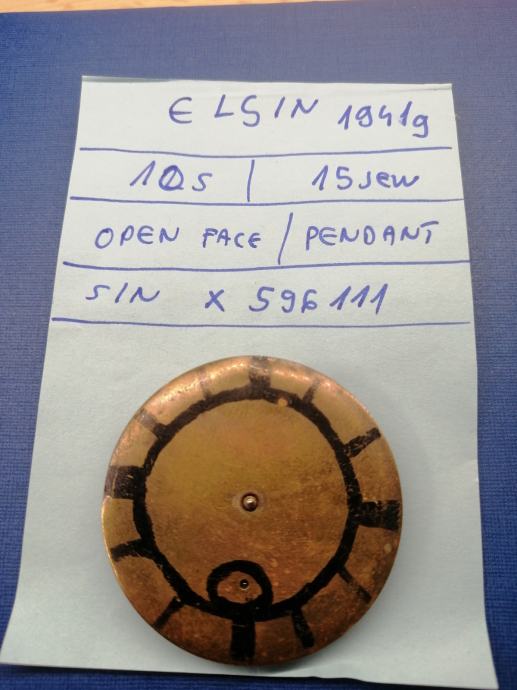 ELGIN 1941g
10s | 15jew
OPEN FACE / PENDANT
S/N X 596111